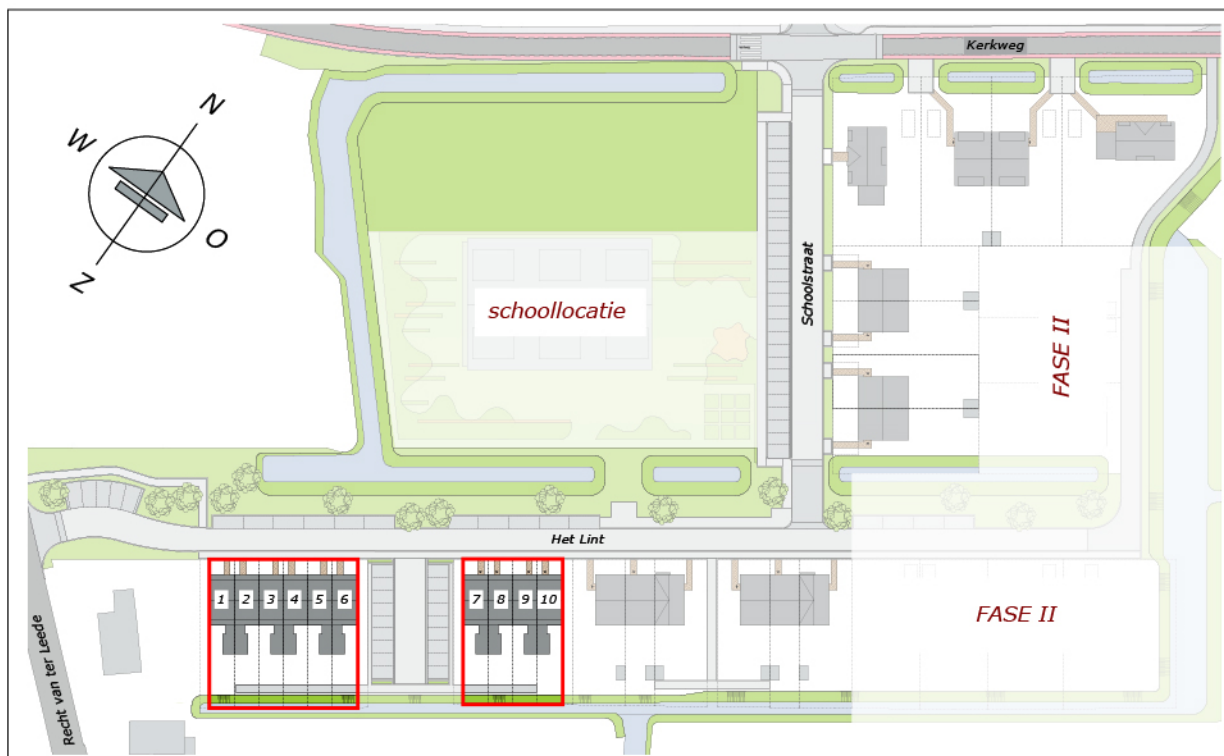 Kerkweg
N
W
O
Z
schoollocatie
Schoolstraat
FASE II
Het Lint
1 2 3 4 5 6
7 8 9 10
FASE II
Recht van ter Leede